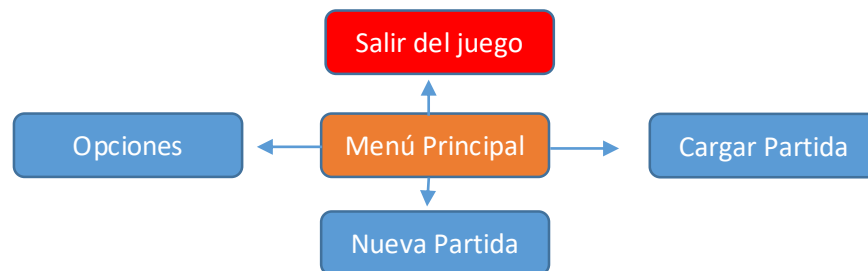 Salir del juego
Opciones
Menú Principal
Cargar Partida
Nueva Partida